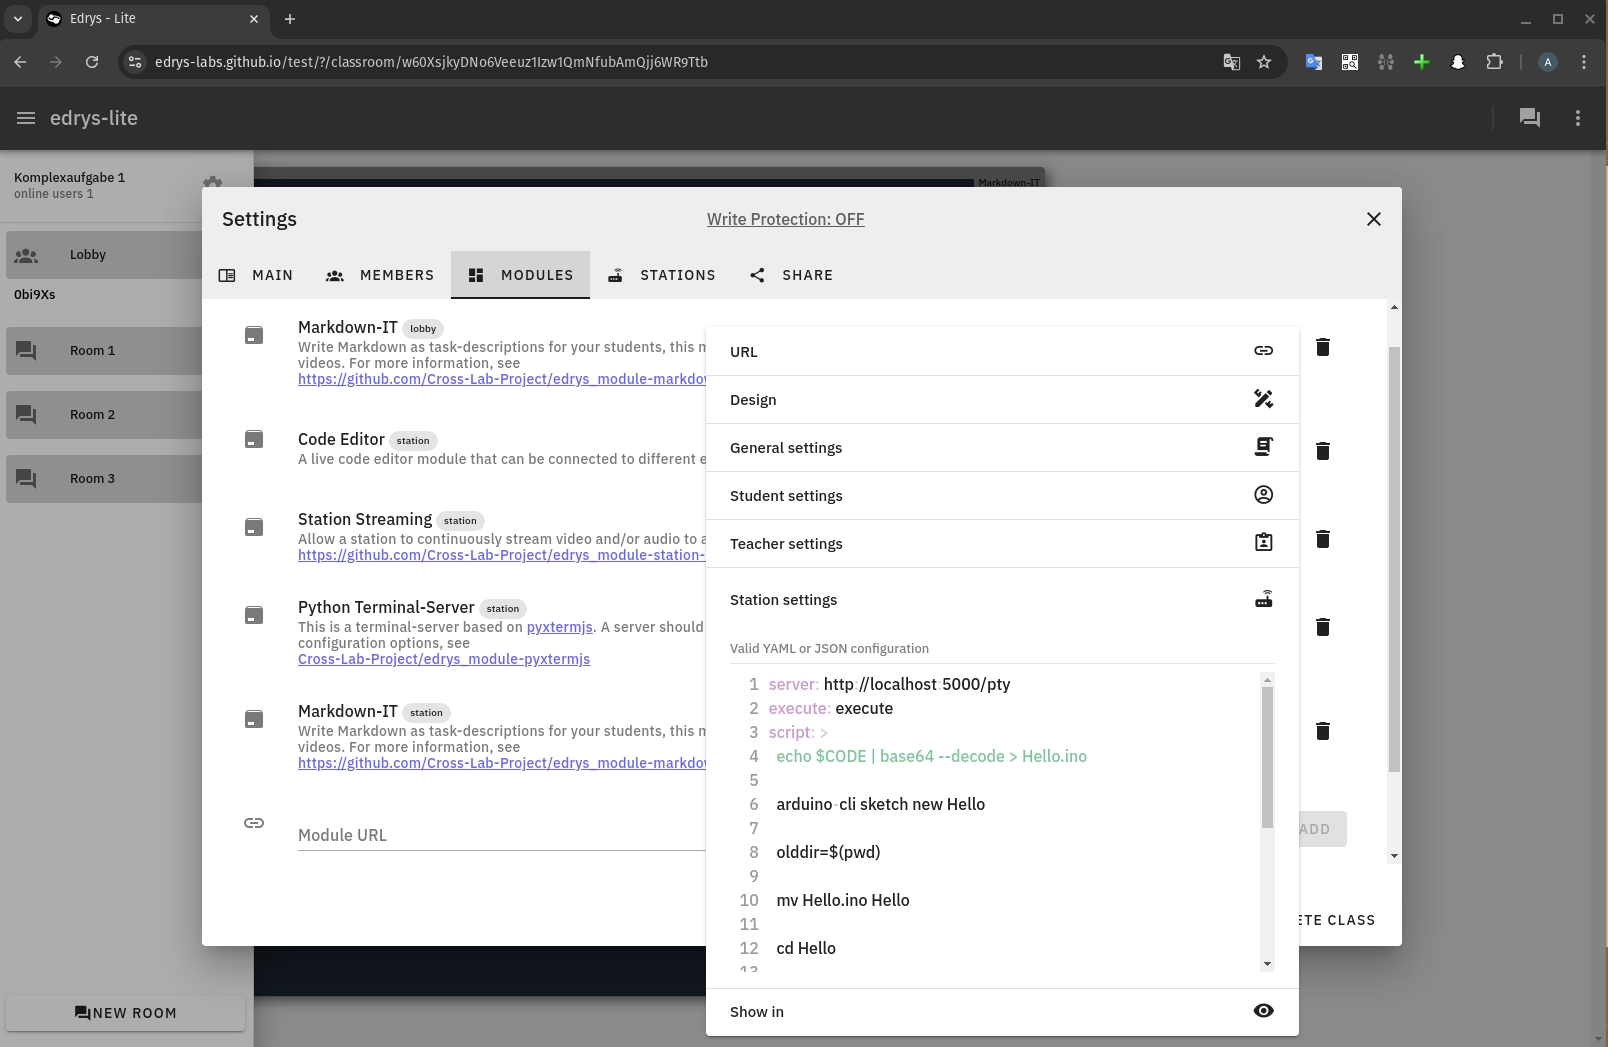 Edrys - Lite
edrys-labs.github.io/test/?/classroom/w60XsjkyDNo6Veeuz1Izw1QmNfubAmQjj6WR9Ttb
A
edrys-lite
Komplexaufgabe 1
online users 1
Lobby
0bi9Xs
Room 1
Room 2
Room 3
NEW ROOM
Markdown-IT
Settings
Write Protection: OFF
MAIN
MEMBERS
MODULES
STATIONS
SHARE
Markdown-IT lobby
Write Markdown as task-descriptions for your students, this m
videos. For more information, see
https://github.com/Cross-Lab-Project/edrys_module-markdov
Code Editor station
A live code editor module that can be connected to different e
Station Streaming station
Allow a station to continuously stream video and/or audio to a
https://github.com/Cross-Lab-Project/edrys_module-station-
Python Terminal-Server station
This is a terminal-server based on pyxtermjs. A server should
configuration options, see
Cross-Lab-Project/edrys_module-pyxtermjs
Markdown-IT station
Write Markdown as task-descriptions for your students, this m
videos. For more information, see
https://github.com/Cross-Lab-Project/edrys_module-markdov
Module URL
ADD
ETE CLASS
URL
Design
General settings
Student settings
Teacher settings
Station settings
Valid YAML or JSON configuration
1 server: http://localhost:5000/pty
2 execute: execute
3 script: >
4 echo $CODE | base64 --decode > Hello.ino
5
6 arduino-cli sketch new Hello
7
8 olddir=$(pwd)
9
10 mv Hello.ino Hello
11
12 cd Hello
13
Show in